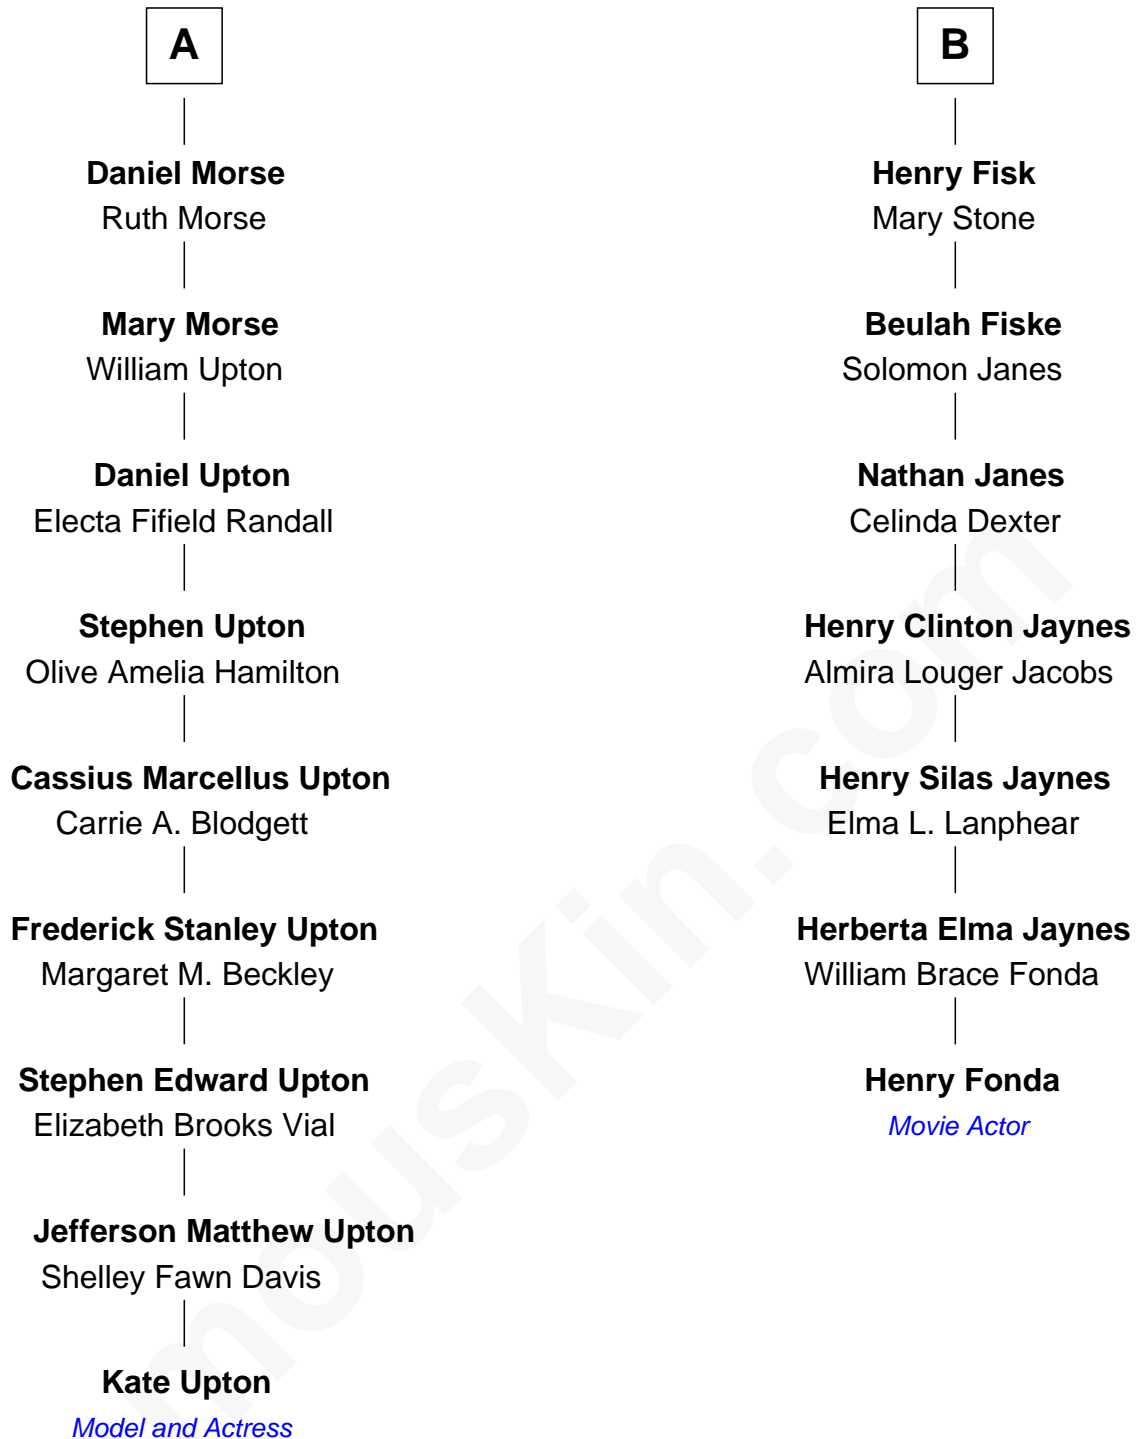 A
Daniel Morse
Ruth Morse
Mary Morse
William Upton
Daniel Upton
Electa Fifield Randall
Stephen Upton
Olive Amelia Hamilton
Cassius Marcellus Upton
Carrie A. Blodgett
Frederick Stanley Upton
Margaret M. Beckley
Stephen Edward Upton
Elizabeth Brooks Vial
Jefferson Matthew Upton
Shelley Fawn Davis
Kate Upton
Model and Actress
B
Henry Fisk
Mary Stone
Beulah Fiske
Solomon Janes
Nathan Janes
Celinda Dexter
Henry Clinton Jaynes
Almira Louger Jacobs
Henry Silas Jaynes
Elma L. Lanphear
Herberta Elma Jaynes
William Brace Fonda
Henry Fonda
Movie Actor
mouskin.com